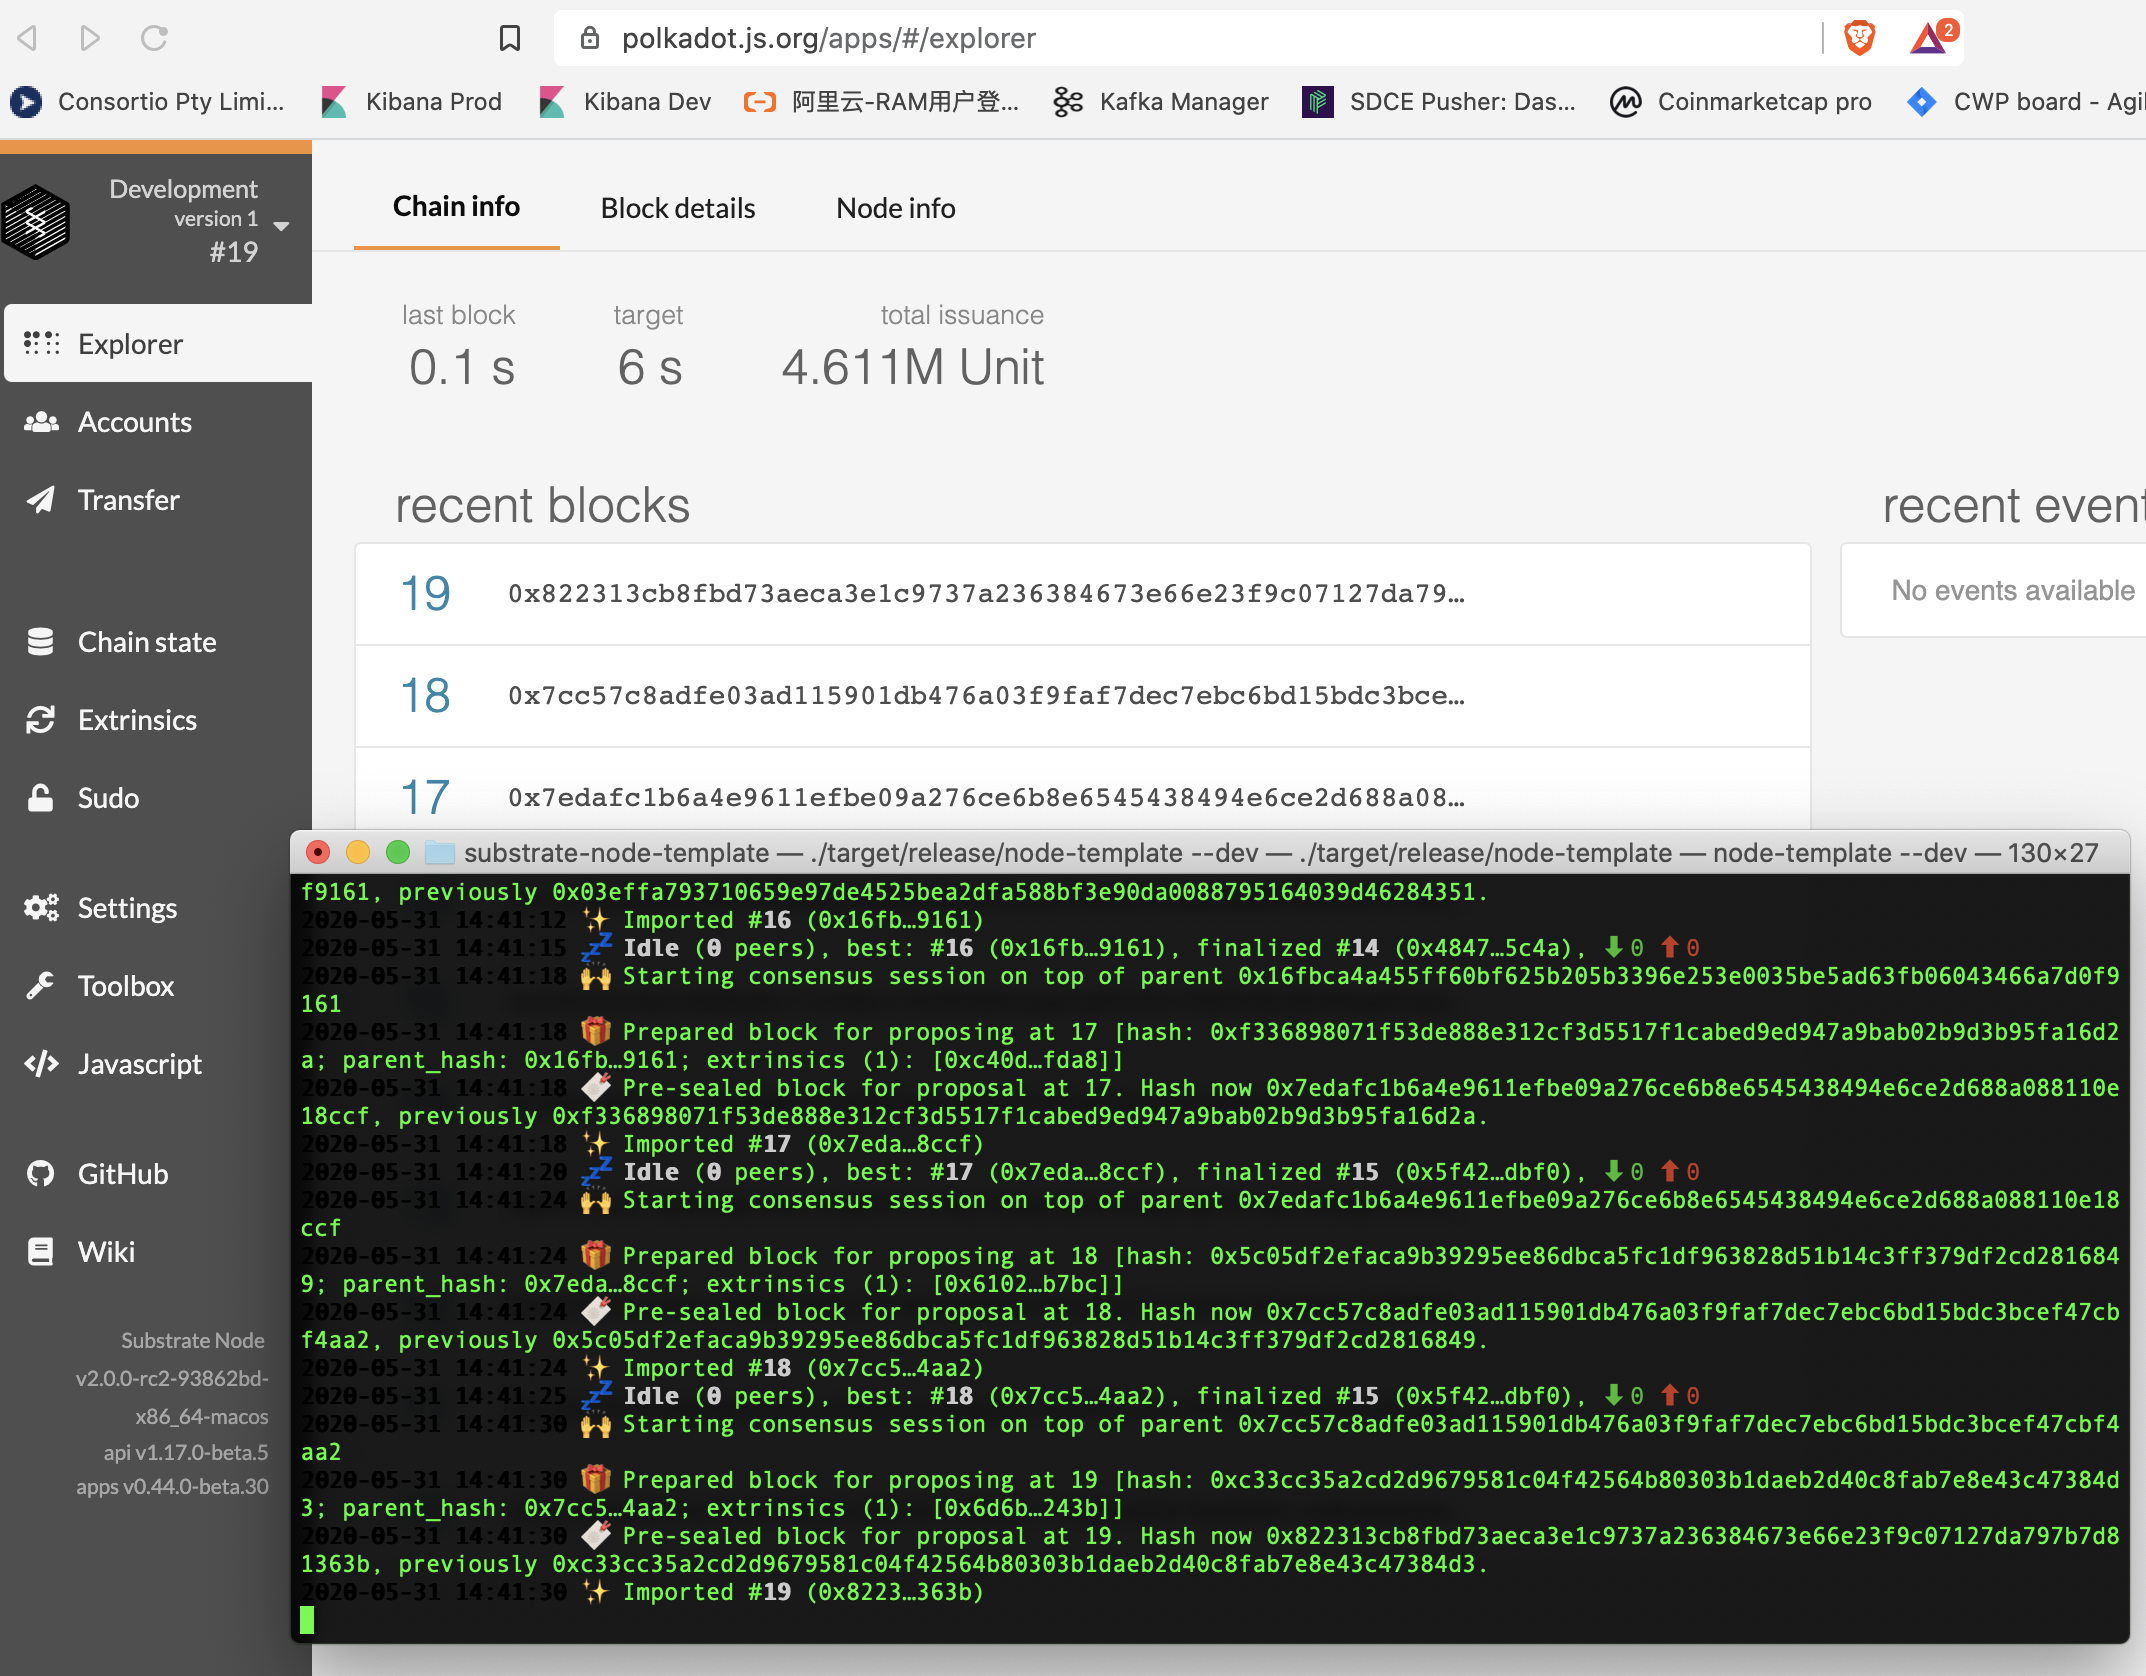 polkadot.js.org/apps/#/explorer
2
Consortio Pty Limi...
Kibana Prod
Kibana Dev
阿里云-RAM用户登...
Kafka Manager
SDCE Pusher: Das...
Coinmarketcap pro
CWP board - Agil
Development
version 1
#19
Explorer
Accounts
Transfer
Chain state
Extrinsics
Sudo
Settings
Toolbox
Javascript
GitHub
Wiki
Substrate Node
v2.0.0-rc2-93862bd-
x86_64-macos
api v1.17.0-beta.5
apps v0.44.0-beta.30
Chain info
Block details
Node info
last block
0.1 s
target
6 s
total issuance
4.611M Unit
recent blocks
19 0x822313cb8fbd73aeca3e1c9737a236384673e66e23f9c07127da79…
18 0x7cc57c8adfe03ad115901db476a03f9faf7dec7ebc6bd15bdc3bce…
17 0x7edafc1b6a4e9611efbe09a276ce6b8e6545438494e6ce2d688a08…
recent event
No events available
substrate-node-template — ./target/release/node-template --dev — ./target/release/node-template — node-template --dev — 130×27
f9161, previously 0x03effa793710659e97de4525bea2dfa588bf3e90da0088795164039d46284351.
2020-05-31 14:41:12 ✨ Imported #16 (0x16fb…9161)
2020-05-31 14:41:15 💤 Idle (0 peers), best: #16 (0x16fb…9161), finalized #14 (0x4847…5c4a), ⬇ 0 ⬆ 0
2020-05-31 14:41:18 🙌 Starting consensus session on top of parent 0x16fbca4a455ff60bf625b205b3396e253e0035be5ad63fb06043466a7d0f9
161
2020-05-31 14:41:18 🎁 Prepared block for proposing at 17 [hash: 0xf336898071f53de888e312cf3d5517f1cabed9ed947a9bab02b9d3b95fa16d2
a; parent_hash: 0x16fb…9161; extrinsics (1): [0xc40d…fda8]]
2020-05-31 14:41:18 🔖 Pre-sealed block for proposal at 17. Hash now 0x7edafc1b6a4e9611efbe09a276ce6b8e6545438494e6ce2d688a088110e
18ccf, previously 0xf336898071f53de888e312cf3d5517f1cabed9ed947a9bab02b9d3b95fa16d2a.
2020-05-31 14:41:18 ✨ Imported #17 (0x7eda…8ccf)
2020-05-31 14:41:20 💤 Idle (0 peers), best: #17 (0x7eda…8ccf), finalized #15 (0x5f42…dbf0), ⬇ 0 ⬆ 0
2020-05-31 14:41:24 🙌 Starting consensus session on top of parent 0x7edafc1b6a4e9611efbe09a276ce6b8e6545438494e6ce2d688a088110e18
ccf
2020-05-31 14:41:24 🎁 Prepared block for proposing at 18 [hash: 0x5c05df2efaca9b39295ee86dbca5fc1df963828d51b14c3ff379df2cd281684
9; parent_hash: 0x7eda…8ccf; extrinsics (1): [0x6102…b7bc]]
2020-05-31 14:41:24 🔖 Pre-sealed block for proposal at 18. Hash now 0x7cc57c8adfe03ad115901db476a03f9faf7dec7ebc6bd15bdc3bcef47cb
f4aa2, previously 0x5c05df2efaca9b39295ee86dbca5fc1df963828d51b14c3ff379df2cd2816849.
2020-05-31 14:41:24 ✨ Imported #18 (0x7cc5…4aa2)
2020-05-31 14:41:25 💤 Idle (0 peers), best: #18 (0x7cc5…4aa2), finalized #15 (0x5f42…dbf0), ⬇ 0 ⬆ 0
2020-05-31 14:41:30 🙌 Starting consensus session on top of parent 0x7cc57c8adfe03ad115901db476a03f9faf7dec7ebc6bd15bdc3bcef47cbf4
aa2
2020-05-31 14:41:30 🎁 Prepared block for proposing at 19 [hash: 0xc33cc35a2cd2d9679581c04f42564b80303b1daeb2d40c8fab7e8e43c47384d
3; parent_hash: 0x7cc5…4aa2; extrinsics (1): [0x6d6b…243b]]
2020-05-31 14:41:30 🔖 Pre-sealed block for proposal at 19. Hash now 0x822313cb8fbd73aeca3e1c9737a236384673e66e23f9c07127da797b7d8
1363b, previously 0xc33cc35a2cd2d9679581c04f42564b80303b1daeb2d40c8fab7e8e43c47384d3.
2020-05-31 14:41:30 ✨ Imported #19 (0x8223…363b)